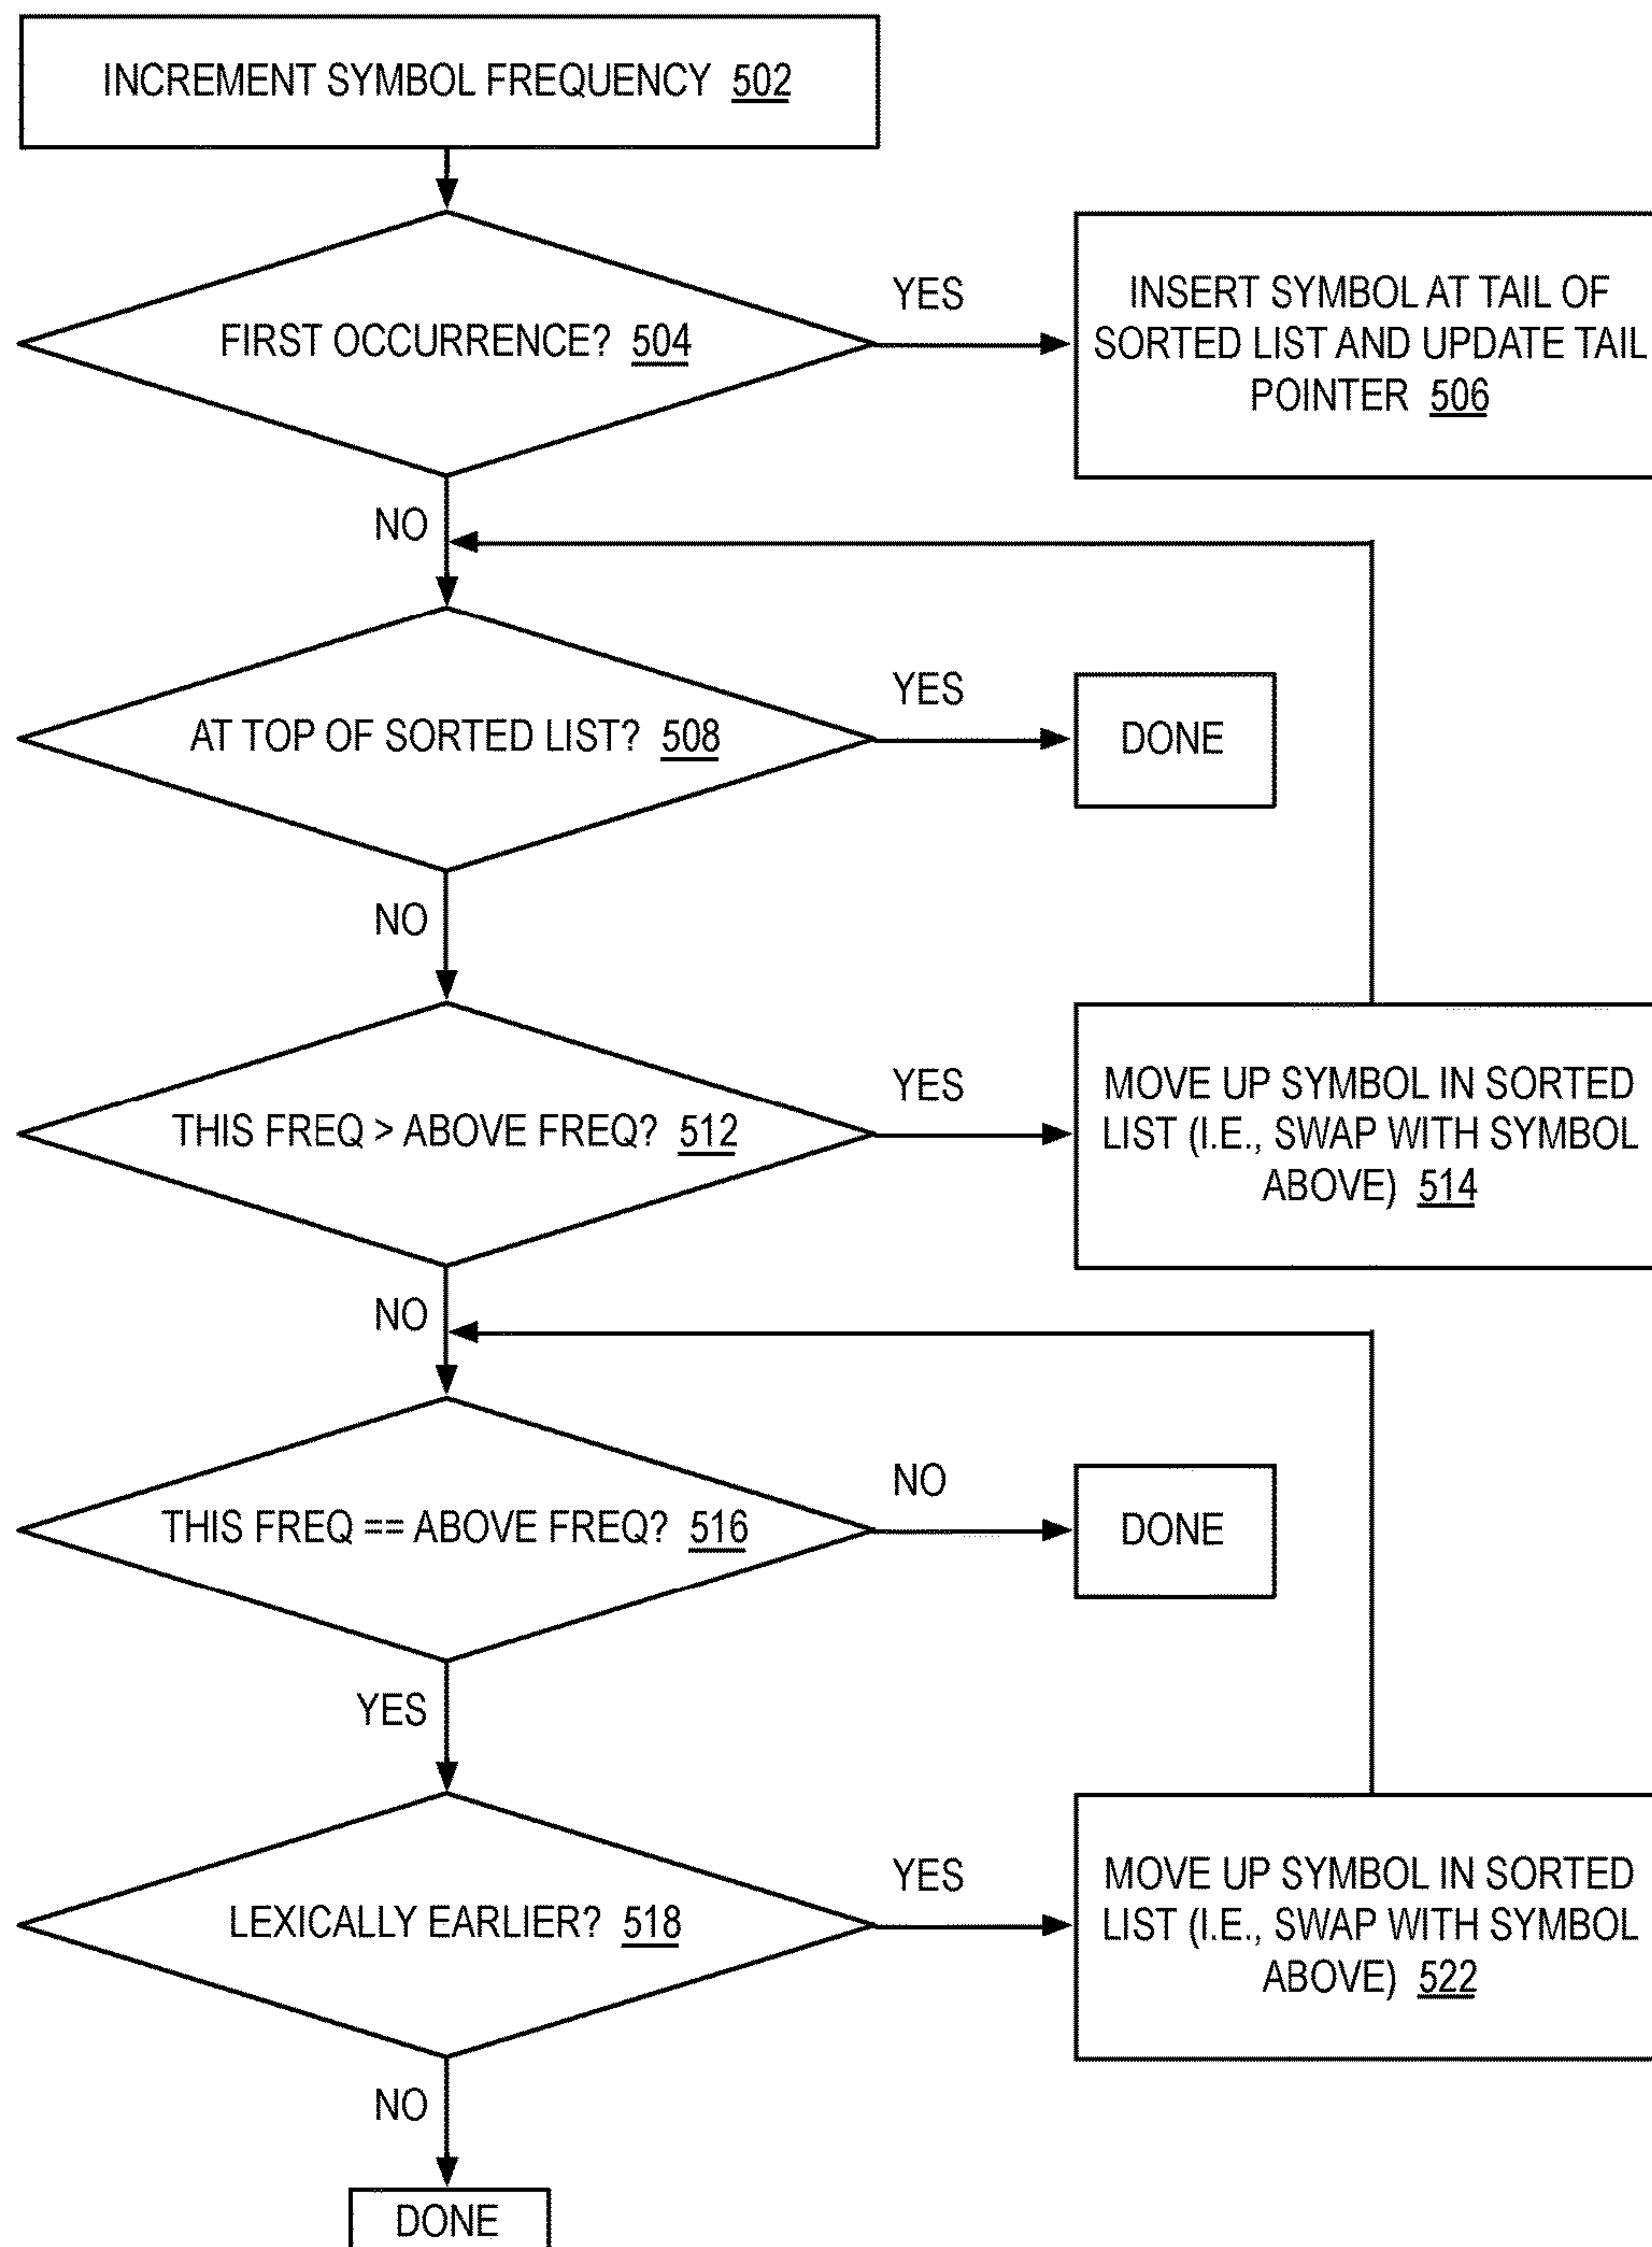 INCREMENT SYMBOL FREQUENCY 502
FIRST OCCURRENCE? 504
YES
INSERT SYMBOL AT TAIL OF
SORTED LIST AND UPDATE TAIL
POINTER 506
NO
AT TOP OF SORTED LIST? 508
YES
DONE
NO
THIS FREQ > ABOVE FREQ? 512
YES
MOVE UP SYMBOL IN SORTED
LIST (I.E., SWAP WITH SYMBOL
ABOVE) 514
NO
THIS FREQ == ABOVE FREQ? 516
NO
DONE
YES
LEXICALLY EARLIER? 518
YES
MOVE UP SYMBOL IN SORTED
LIST (I.E., SWAP WITH SYMBOL
ABOVE) 522
NO
DONE